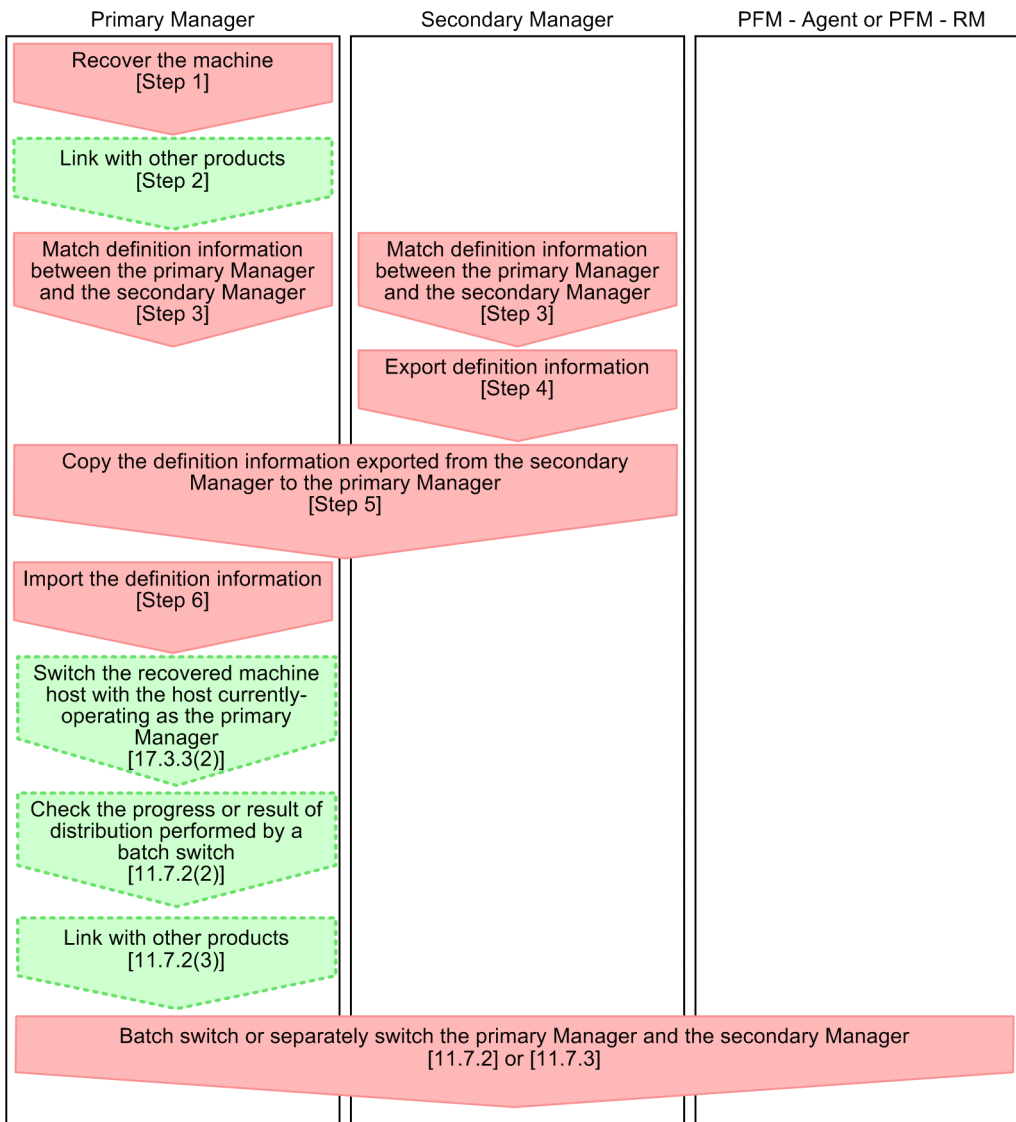 Primary Manager
Secondary Manager
PFM - Agent or PFM - RM
Recover the machine
[Step 1]
Link with other products
[Step 2]
Match definition information
between the primary Manager
and the secondary Manager
[Step 3]
Match definition information
between the primary Manager
and the secondary Manager
[Step 3]
Export definition information
[Step 4]
Copy the definition information exported from the secondary
Manager to the primary Manager
[Step 5]
Import the definition information
[Step 6]
Switch the recovered machine
host with the host currently-
operating as the primary
Manager
[17.3.3(2)]
Check the progress or result of
distribution performed by a
batch switch
[11.7.2(2)]
Link with other products
[11.7.2(3)]
Batch switch or separately switch the primary Manager and the secondary Manager
[11.7.2] or [11.7.3]